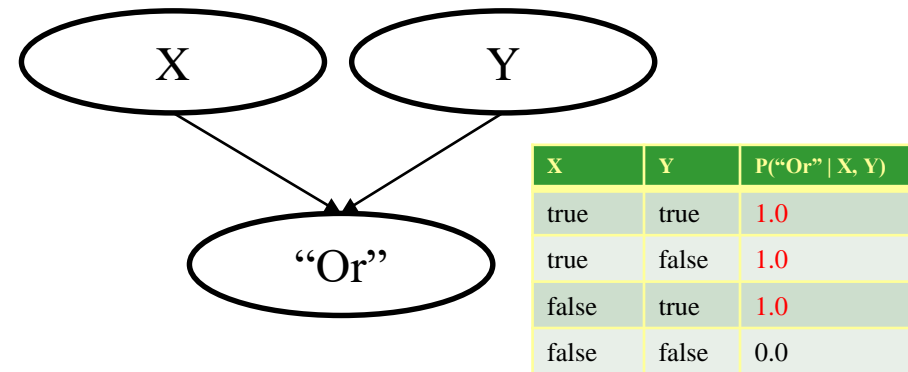 X Y
“Or”
X Y P(“Or” | X, Y)
true true 1.0
true false 1.0
false true 1.0
false false 0.0